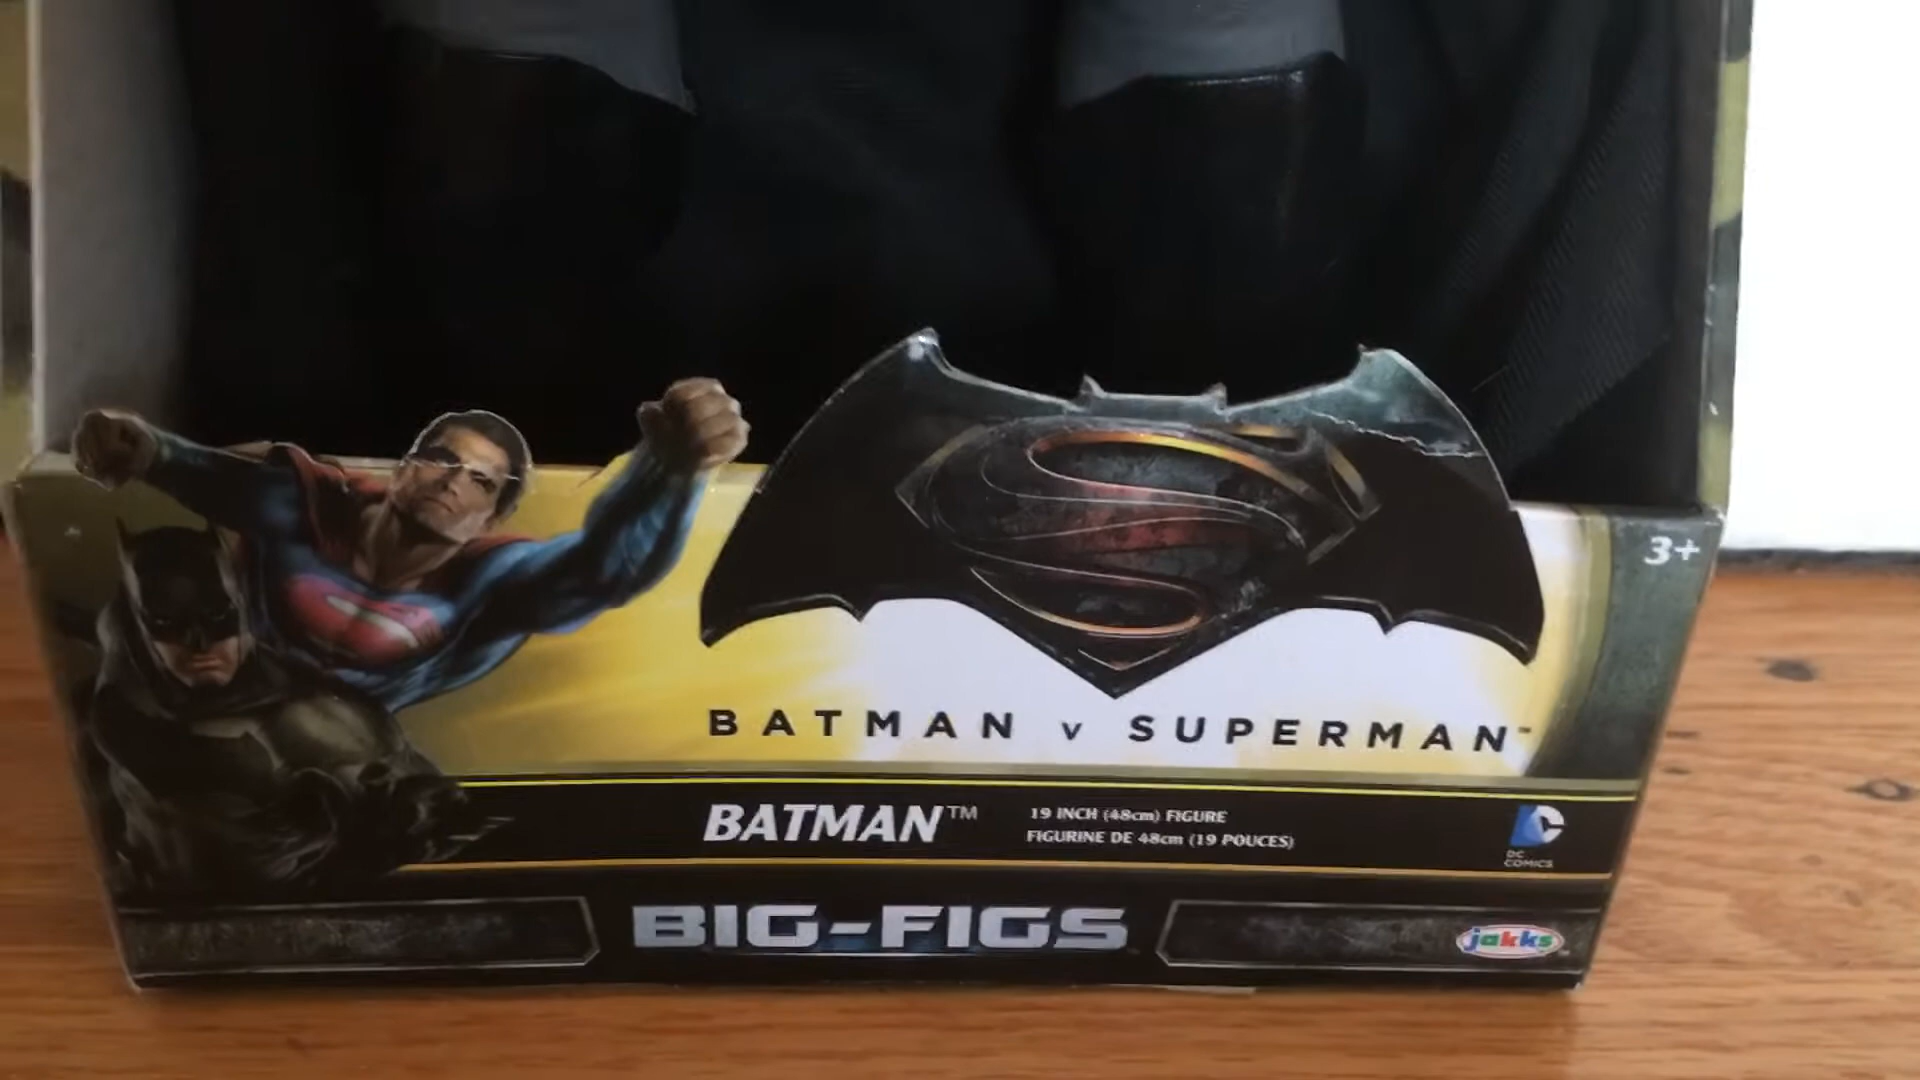 3+
BATMAN v SUPERMAN™
BATMAN™
19 INCH (48cm) FIGURE
FIGURINE DE 48cm (19 POUCES)
DC
COMICS
BIG-FIGS
jakks